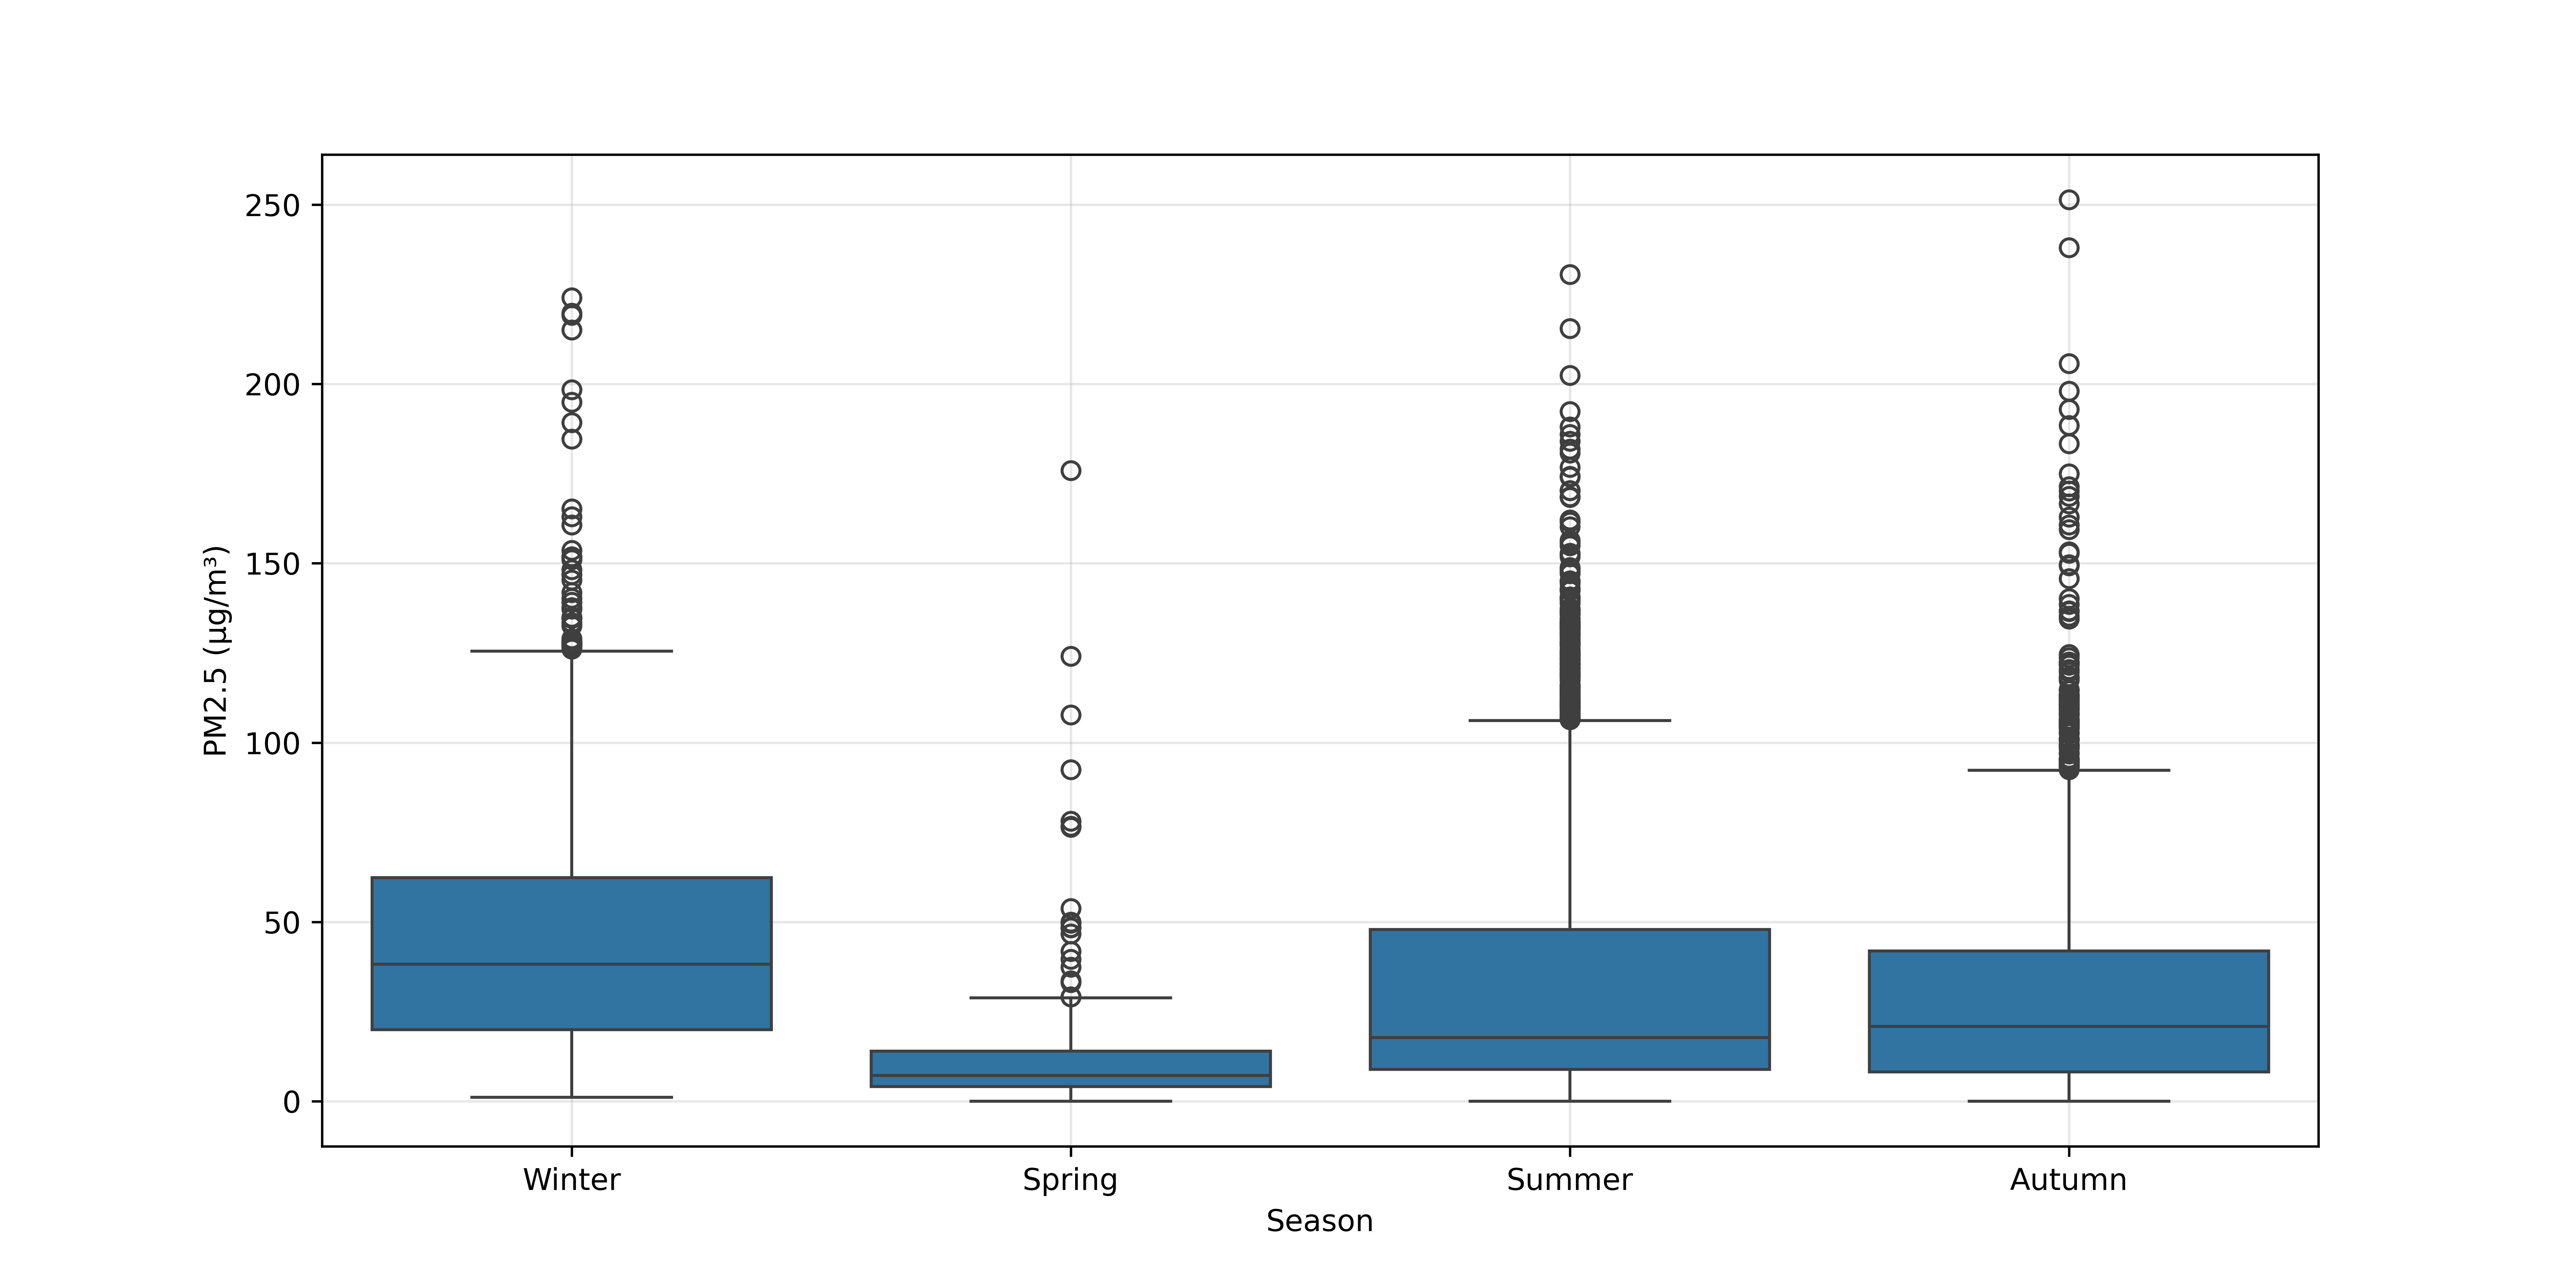 250
200
150
100
50
0
PM2.5 (µg/m³)
Winter
Spring
Summer
Autumn
Season